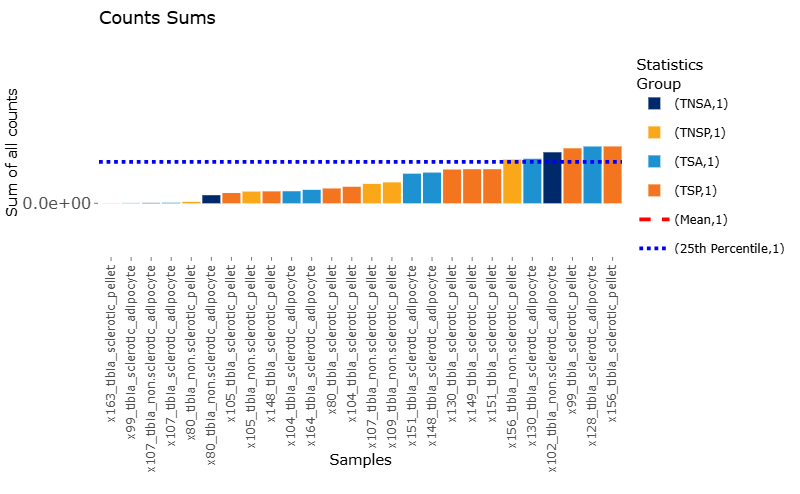 Counts Sums
Sum of all counts
0.0e+00
x163_tibia_sclerotic_pellet
x99_tibia_sclerotic_adipocyte
x107_tibia_non.sclerotic_adipocyte
x107_tibia_sclerotic_adipocyte
x80_tibia_non.sclerotic_pellet
x80_tibia_non.sclerotic_adipocyte
x105_tibia_sclerotic_pellet
x105_tibia_non.sclerotic_pellet
x148_tibia_sclerotic_pellet
x104_tibia_sclerotic_adipocyte
x164_tibia_sclerotic_adipocyte
x80_tibia_sclerotic_pellet
x104_tibia_sclerotic_pellet
x107_tibia_non.sclerotic_pellet
x109_tibia_non.sclerotic_pellet
x151_tibia_sclerotic_adipocyte
x148_tibia_sclerotic_adipocyte
x130_tibia_sclerotic_pellet
x149_tibia_sclerotic_pellet
x151_tibia_sclerotic_pellet
x156_tibia_non.sclerotic_pellet
x130_tibia_sclerotic_adipocyte
x102_tibia_non.sclerotic_adipocyte
x99_tibia_sclerotic_pellet
x128_tibia_sclerotic_adipocyte
x156_tibia_sclerotic_pellet
Samples
Statistics
Group
(TNSA,1)
(TNSP,1)
(TSA,1)
(TSP,1)
(Mean,1)
(25th Percentile,1)